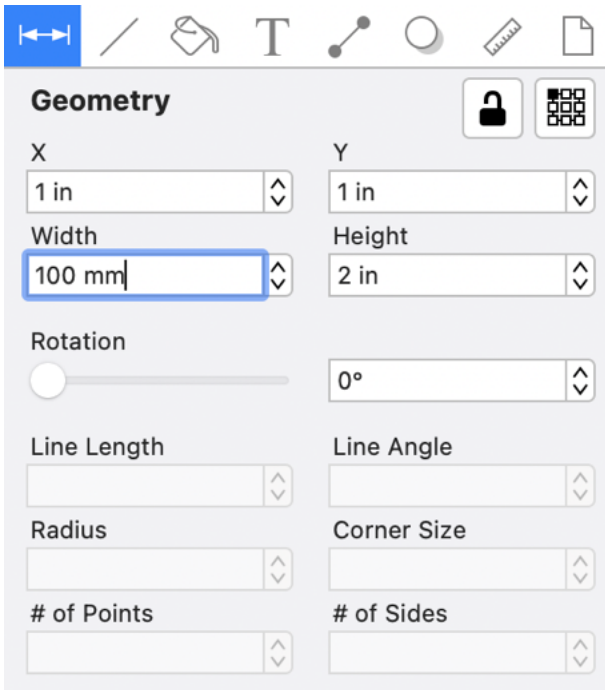 T
Geometry
X Y
1 in 1 in
Width Height
100 mm 2 in
Rotation
0°
Line Length Line Angle
Radius Corner Size
# of Points # of Sides